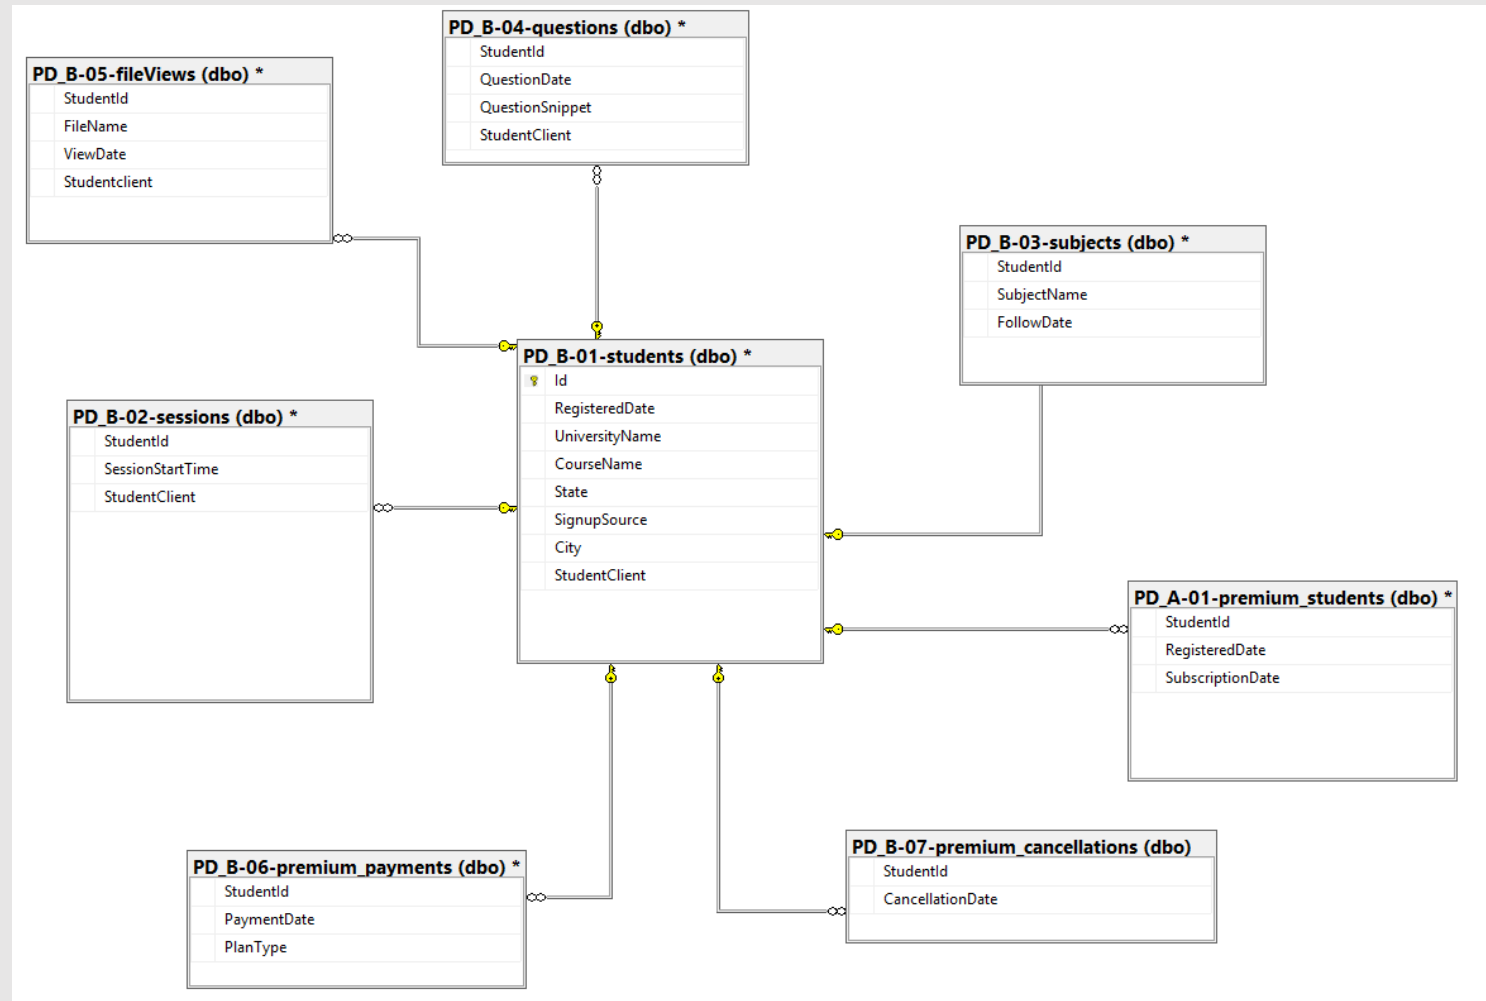 PD_B-04-questions (dbo) *
StudentId
QuestionDate
QuestionSnippet
StudentClient
PD_B-05-fileViews (dbo) *
StudentId
FileName
ViewDate
Studentclient
PD_B-03-subjects (dbo) *
StudentId
SubjectName
FollowDate
PD_B-01-students (dbo) *
Id
RegisteredDate
UniversityName
CourseName
State
SignupSource
City
StudentClient
PD_B-02-sessions (dbo) *
StudentId
SessionStartTime
StudentClient
PD_A-01-premium_students (dbo) *
StudentId
RegisteredDate
SubscriptionDate
PD_B-06-premium_payments (dbo) *
StudentId
PaymentDate
PlanType
PD_B-07-premium_cancellations (dbo)
StudentId
CancellationDate